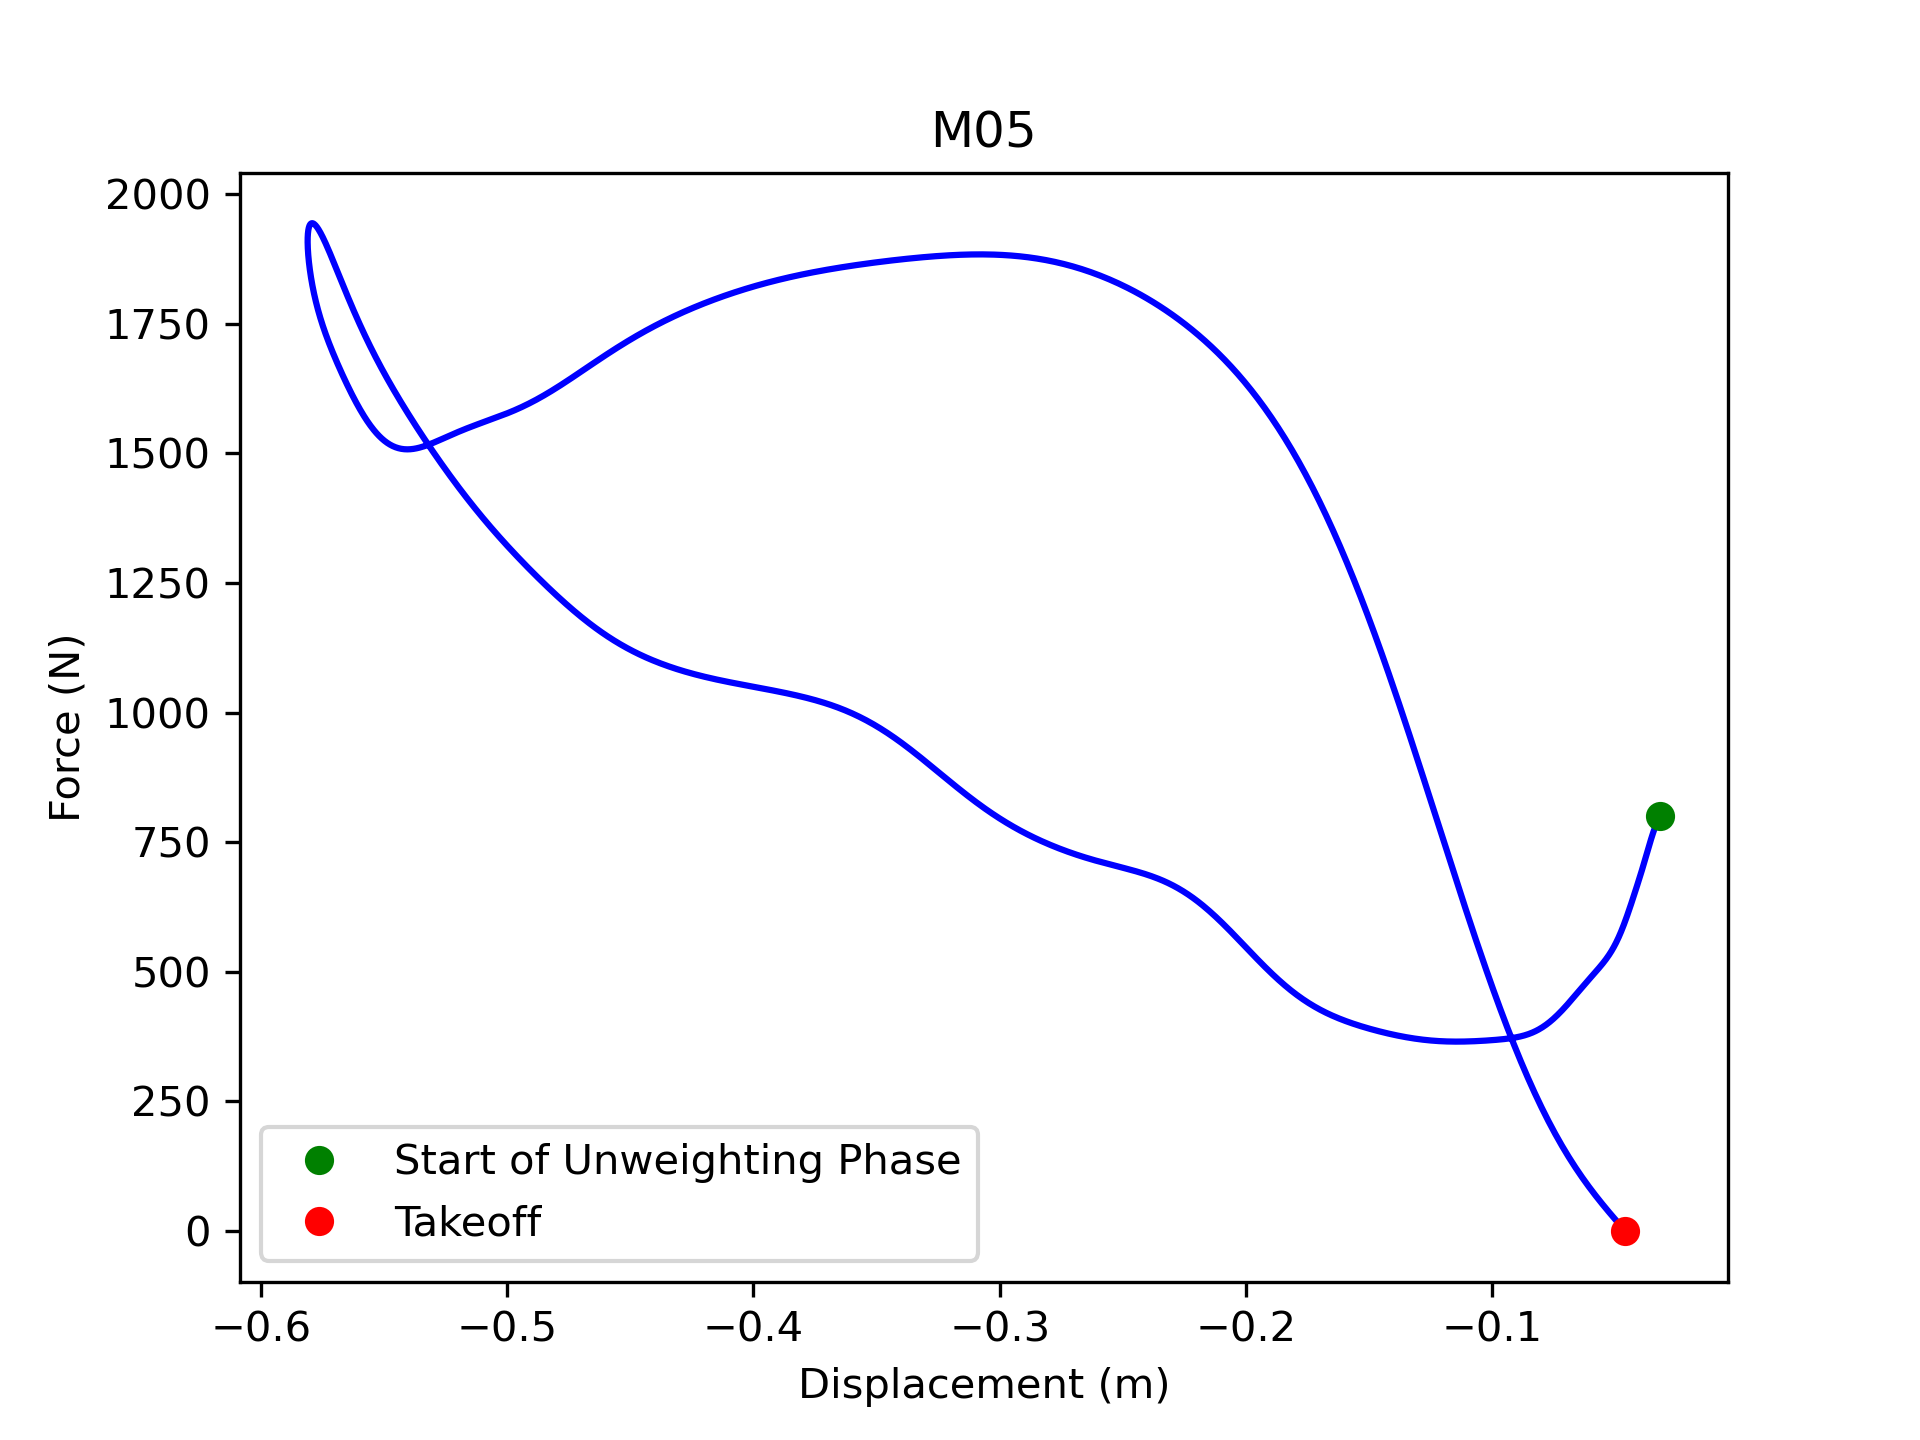 M05
2000
1750
1500
1250
1000
750
500
250
0
Force (N)
Start of Unweighting Phase
Takeoff
−0.6 −0.5 −0.4 −0.3 −0.2 −0.1
Displacement (m)